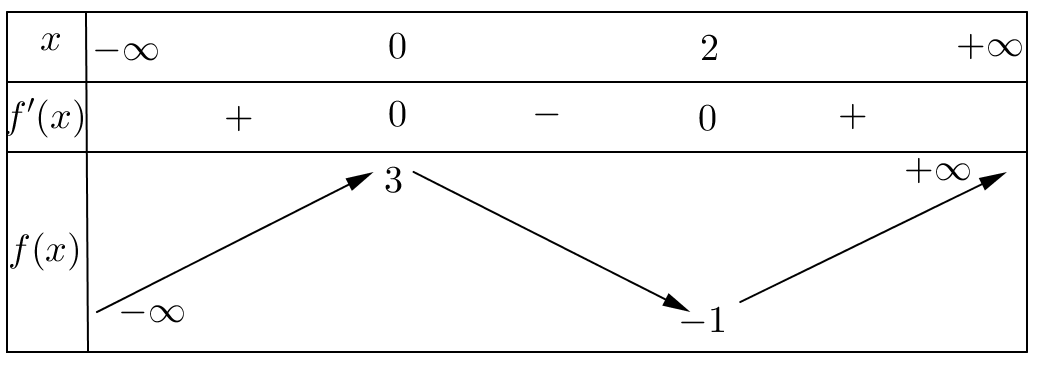 x −∞ 0 2 +∞
f′(x) + 0 − 0 +
f(x) −∞ 3 −1 +∞